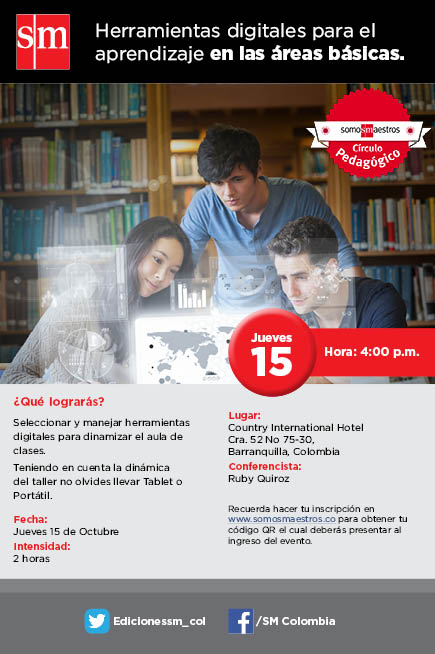 sm
Herramientas digitales para el
aprendizaje en las áreas básicas.
somosmaestros
Círculo
Pedagógico
Jueves
15
Hora: 4:00 p.m.
¿Qué lograrás?
Seleccionar y manejar herramientas
digitales para dinamizar el aula de
clases.
Teniendo en cuenta la dinámica
del taller no olvides llevar Tablet o
Portátil.
Fecha:
Jueves 15 de Octubre
Intensidad:
2 horas
Lugar:
Country International Hotel
Cra. 52 No 75-30,
Barranquilla, Colombia
Conferencista:
Ruby Quiroz
Recuerda hacer tu inscripción en
www.somosmaestros.co para obtener tu
código QR el cual deberás presentar al
ingreso del evento.
Edicionessm_col
/SM Colombia